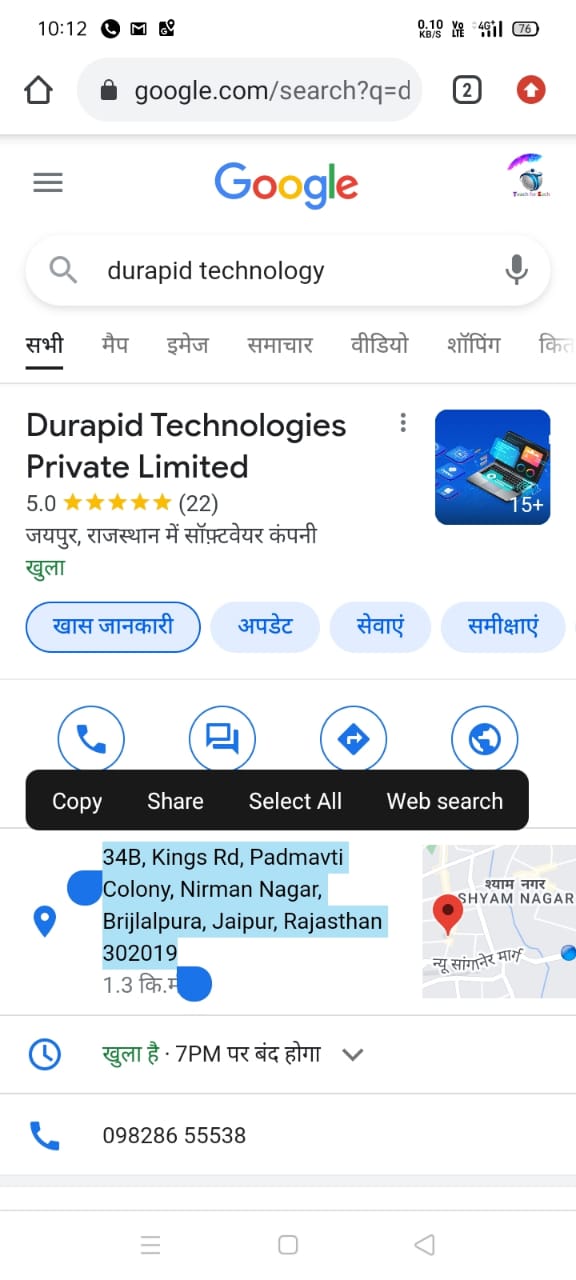 10:12
0.10 KB/S Vo LTE 4G+ 76
google.com/search?q=d
2
Google
durapid technology
सभी मैप इमेज समाचार वीडियो शॉपिंग
Durapid Technologies
Private Limited
15+
5.0 (22)
जयपुर, राजस्थान में सॉफ़्टवेयर कंपनी
खुला
खास जानकारी अपडेट सेवाएं समीक्षाएं
Copy Share Select All Web search
34B, Kings Rd, Padmavti
Colony, Nirman Nagar,
Brijlalpura, Jaipur, Rajasthan
302019
1.3
श्याम नगर
SHYAM NAGAR
न्यू सांगानेर मार्ग
खुला है · 7PM पर बंद होगा
098286 55538